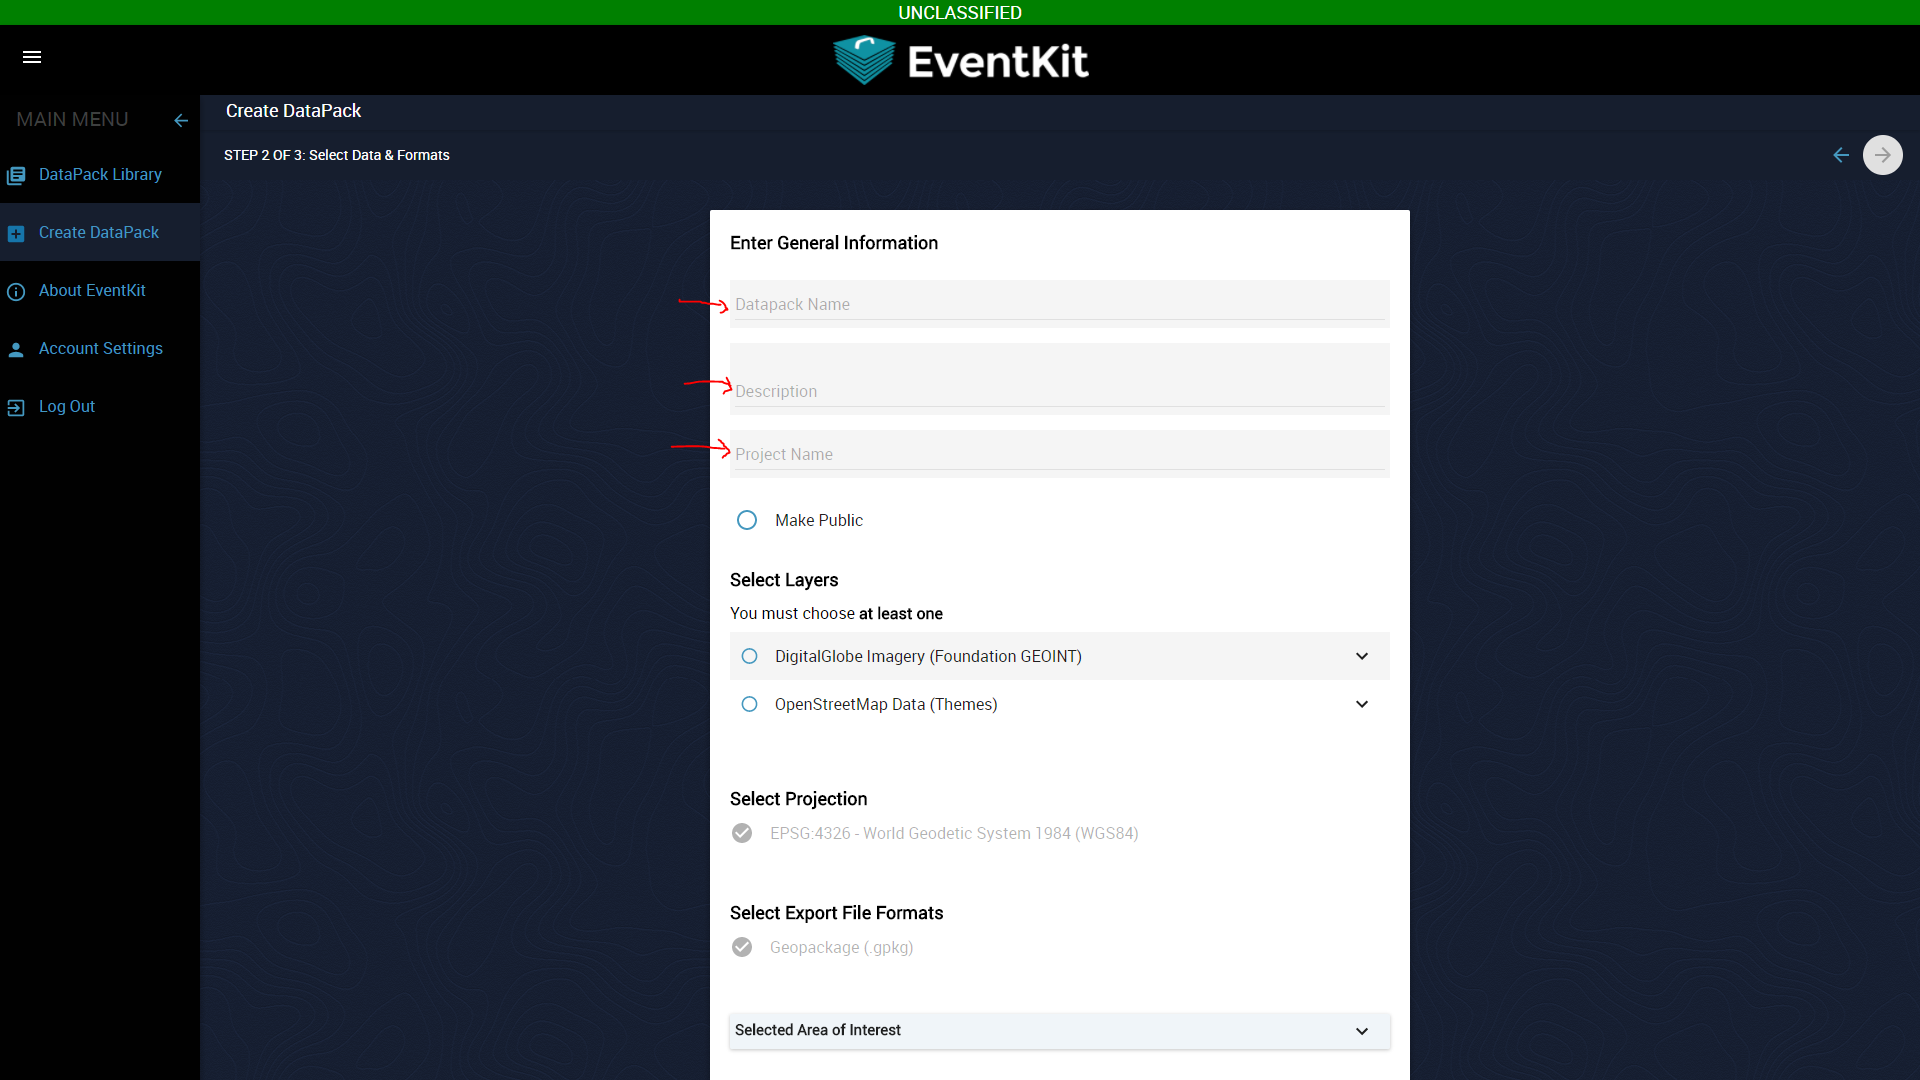 UNCLASSIFIED
EventKit
MAIN MENU
DataPack Library
Create DataPack
About EventKit
Account Settings
Log Out
Create DataPack
STEP 2 OF 3: Select Data & Formats
Enter General Information
Datapack Name
Description
Project Name
Make Public
Select Layers
You must choose at least one
DigitalGlobe Imagery (Foundation GEOINT)
OpenStreetMap Data (Themes)
Select Projection
EPSG:4326 - World Geodetic System 1984 (WGS84)
Select Export File Formats
Geopackage (.gpkg)
Selected Area of Interest